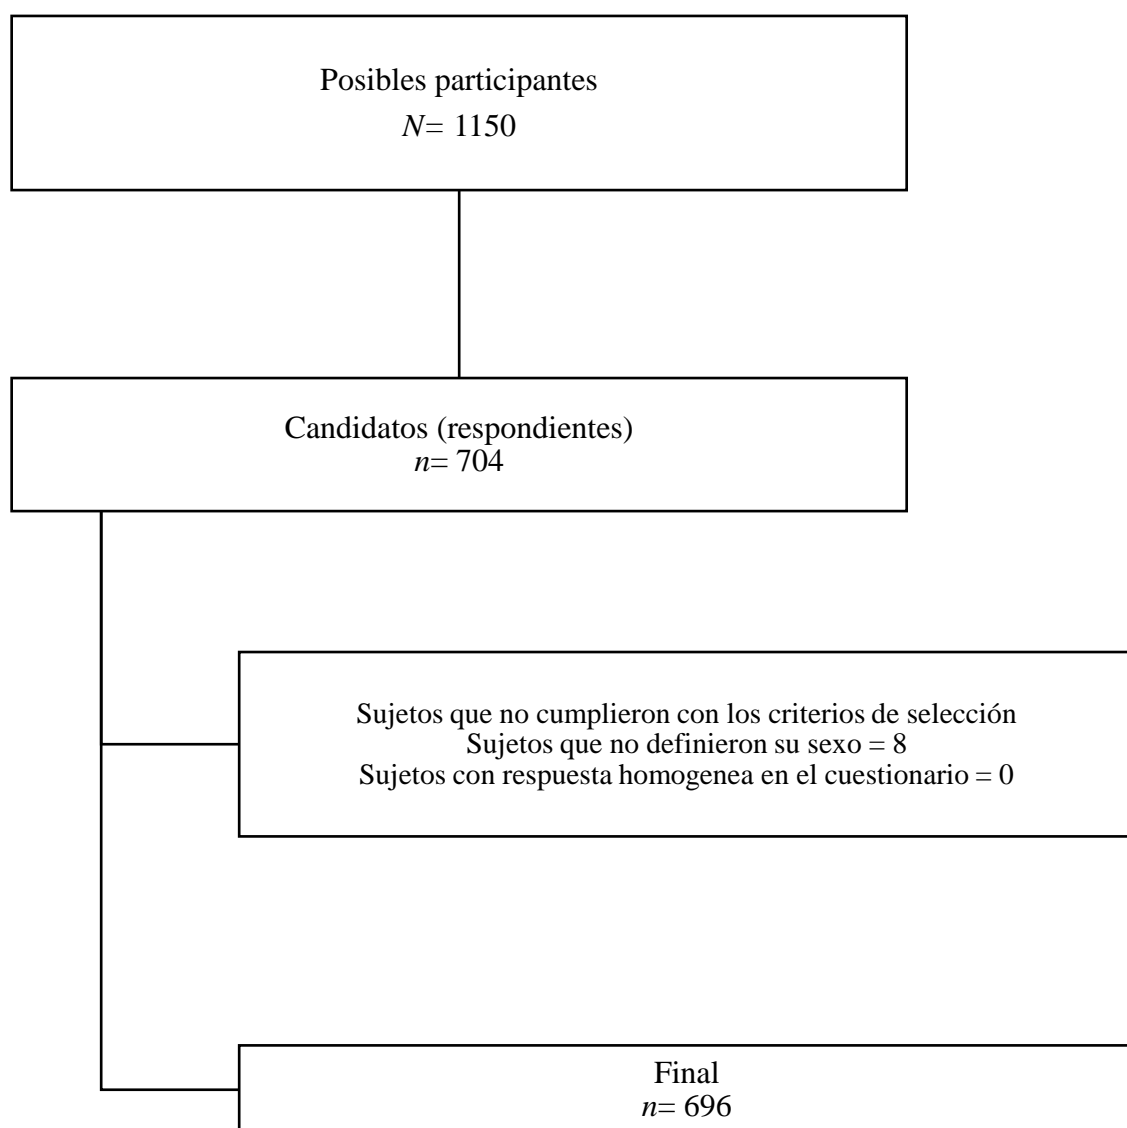 Posibles participantes
N= 1150
Candidatos (respondientes)
n= 704
Sujetos que no cumplieron con los criterios de selección
Sujetos que no definieron su sexo = 8
Sujetos con respuesta homogenea en el cuestionario = 0
Final
n= 696